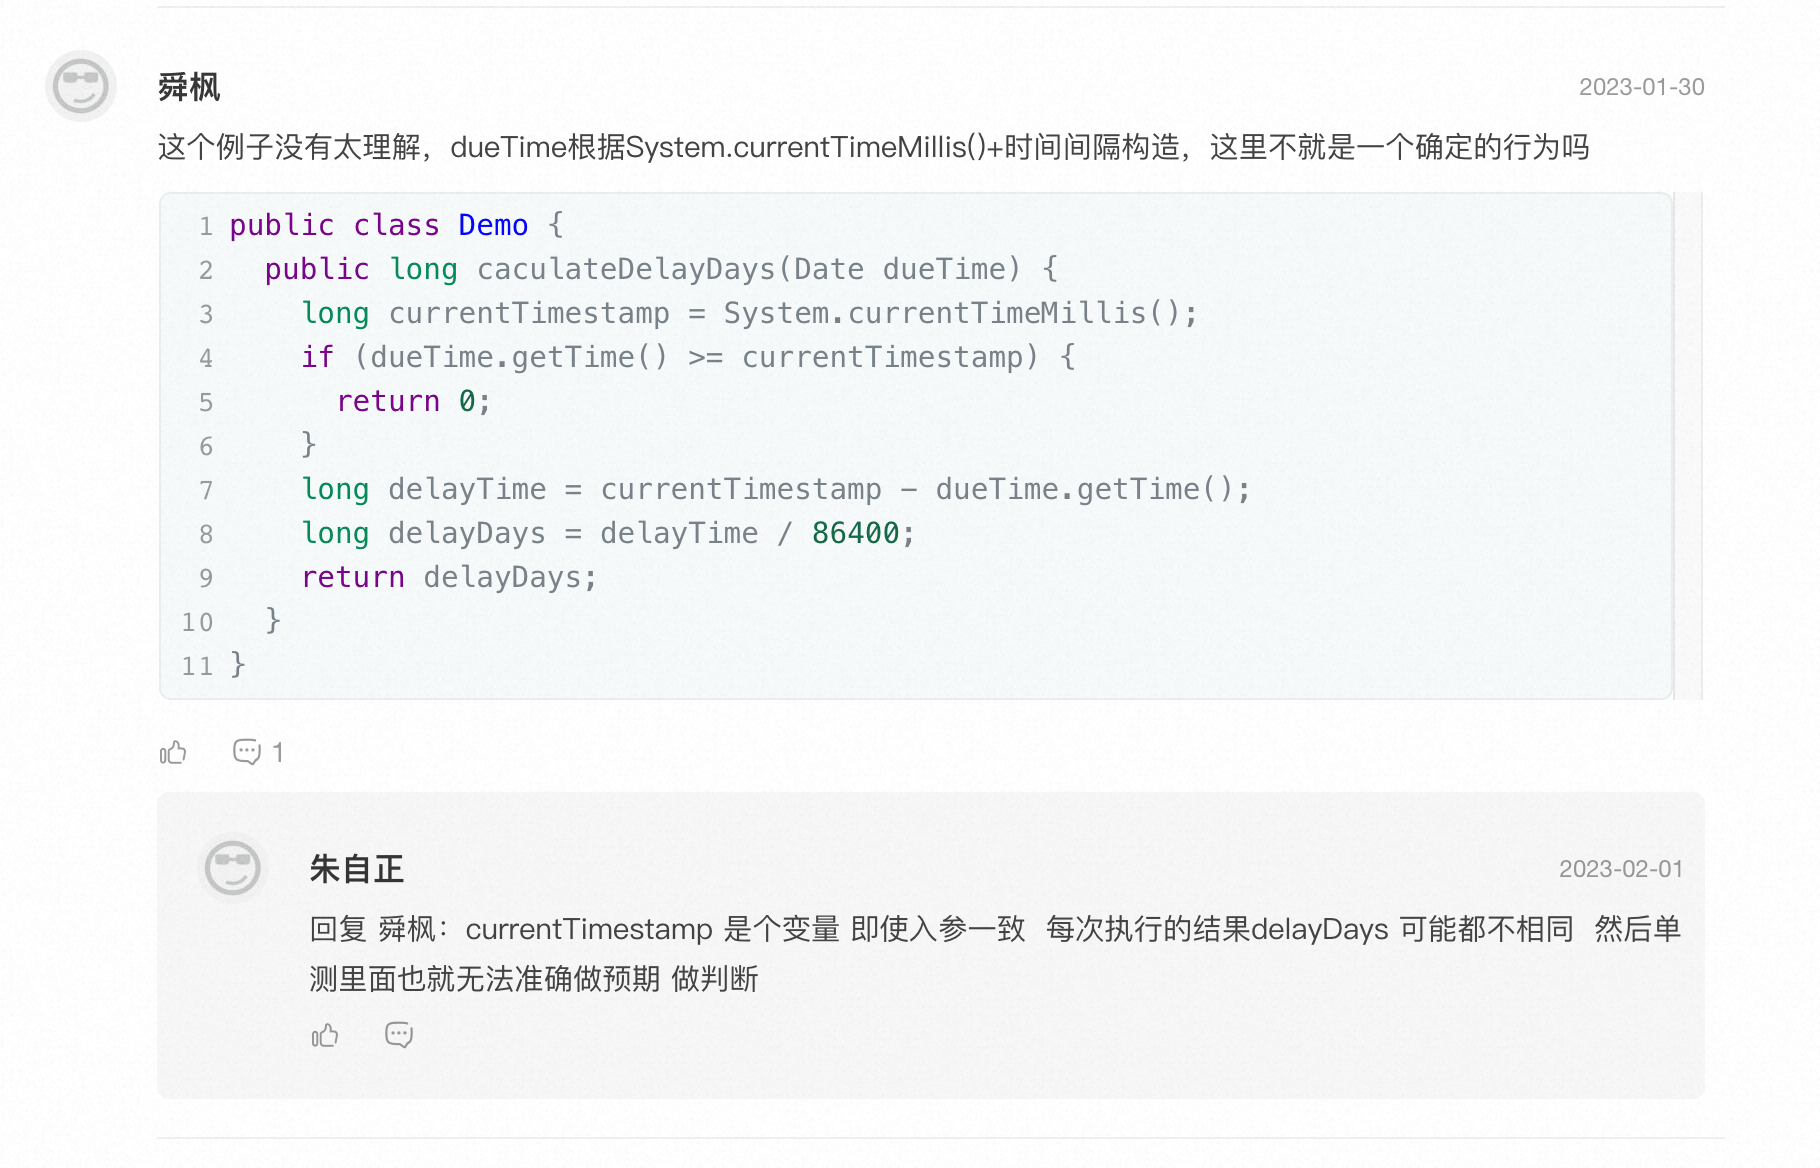 舜枫
2023-01-30
这个例子没有太理解，dueTime根据System.currentTimeMillis()+时间间隔构造，这里不就是一个确定的行为吗
1 public class Demo {
2   public long caculateDelayDays(Date dueTime) {
3     long currentTimestamp = System.currentTimeMillis();
4     if (dueTime.getTime() >= currentTimestamp) {
5       return 0;
6     }
7     long delayTime = currentTimestamp - dueTime.getTime();
8     long delayDays = delayTime / 86400;
9     return delayDays;
10   }
11 }
1
朱自正
2023-02-01
回复 舜枫：currentTimestamp 是个变量 即使入参一致  每次执行的结果delayDays 可能都不相同  然后单
测里面也就无法准确做预期 做判断